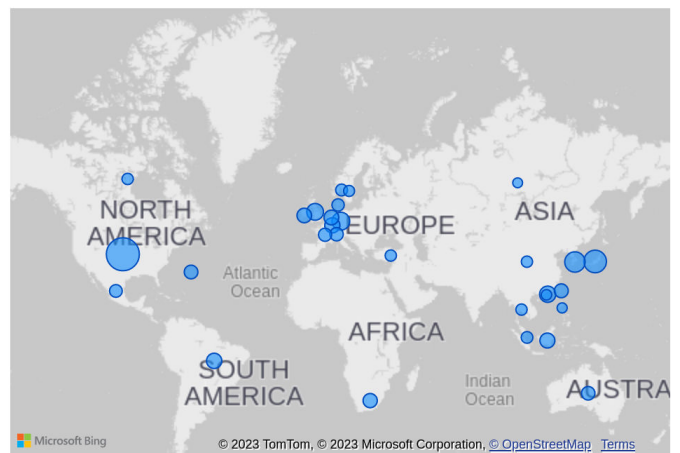 NORTH
AMERICA
EUROPE
ASIA
Atlantic
Ocean
AFRICA
SOUTH
AMERICA
Indian
Ocean
AUSTRA
Microsoft Bing
© 2023 TomTom, © 2023 Microsoft Corporation, © OpenStreetMap Terms